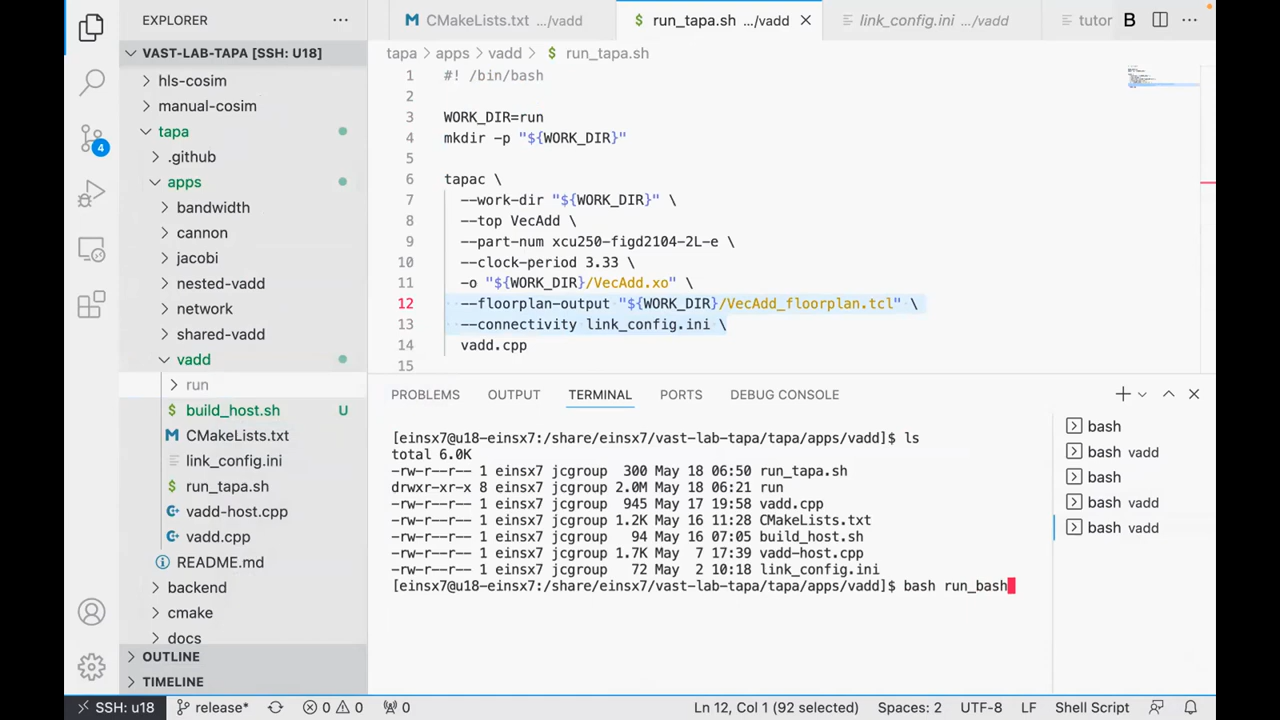 EXPLORER ···
CMakeLists.txt .../vadd
run_tapa.sh .../vadd
link_config.ini .../vadd
tutor B ···
VAST-LAB-TAPA [SSH: U18]
hls-cosim
manual-cosim
tapa
.github
apps
bandwidth
cannon
jacobi
nested-vadd
network
shared-vadd
vadd
run
build_host.sh U
CMakeLists.txt
link_config.ini
run_tapa.sh
vadd-host.cpp
vadd.cpp
README.md
backend
cmake
docs
OUTLINE
TIMELINE
4
tapa > apps > vadd > $ run_tapa.sh
1 #! /bin/bash
2
3 WORK_DIR=run
4 mkdir -p "${WORK_DIR}"
5
6 tapac \
7 --work-dir "${WORK_DIR}" \
8 --top VecAdd \
9 --part-num xcu250-figd2104-2L-e \
10 --clock-period 3.33 \
11 -o "${WORK_DIR}/VecAdd.xo" \
12 --floorplan-output "${WORK_DIR}/VecAdd_floorplan.tcl" \
13 --connectivity link_config.ini \
14 vadd.cpp
15
PROBLEMS OUTPUT TERMINAL PORTS DEBUG CONSOLE
[einsx7@u18-einsx7:/share/einsx7/vast-lab-tapa/tapa/apps/vadd]$ ls
total 6.0K
-rw-r--r-- 1 einsx7 jcgroup 300 May 18 06:50 run_tapa.sh
drwxr-xr-x 8 einsx7 jcgroup 2.0M May 18 06:21 run
-rw-r--r-- 1 einsx7 jcgroup 945 May 17 19:58 vadd.cpp
-rw-r--r-- 1 einsx7 jcgroup 1.2K May 16 11:28 CMakeLists.txt
-rw-r--r-- 1 einsx7 jcgroup 94 May 16 07:05 build_host.sh
-rw-r--r-- 1 einsx7 jcgroup 1.7K May 7 17:39 vadd-host.cpp
-rw-r--r-- 1 einsx7 jcgroup 72 May 2 10:18 link_config.ini
[einsx7@u18-einsx7:/share/einsx7/vast-lab-tapa/tapa/apps/vadd]$ bash run_bash
bash
bash vadd
bash
bash vadd
bash vadd
SSH: u18 release* 0 0 0 Ln 12, Col 1 (92 selected) Spaces: 2 UTF-8 LF Shell Script